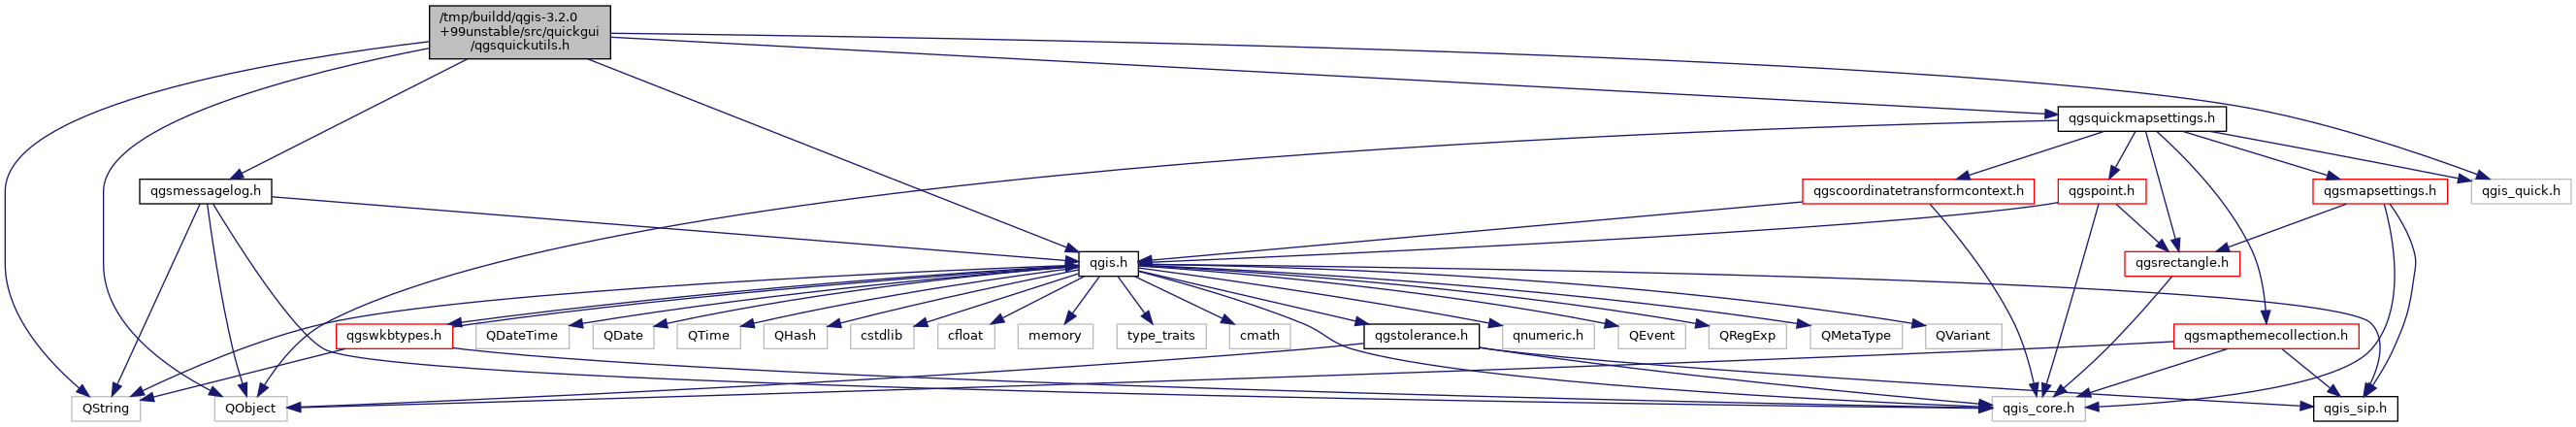 /tmp/buildd/qgis-3.2.0
+99unstable/src/quickgui
/qgsquickutils.h
qgsquickmapsettings.h
qgsmessagelog.h
qgscoordinatetransformcontext.h
qgspoint.h
qgsmapsettings.h
qgis_quick.h
qgis.h
qgsrectangle.h
qgswkbtypes.h
QDateTime
QDate
QTime
QHash
cstdlib
cfloat
memory
type_traits
cmath
qgstolerance.h
qnumeric.h
QEvent
QRegExp
QMetaType
QVariant
qgsmapthemecollection.h
QString
QObject
qgis_core.h
qgis_sip.h